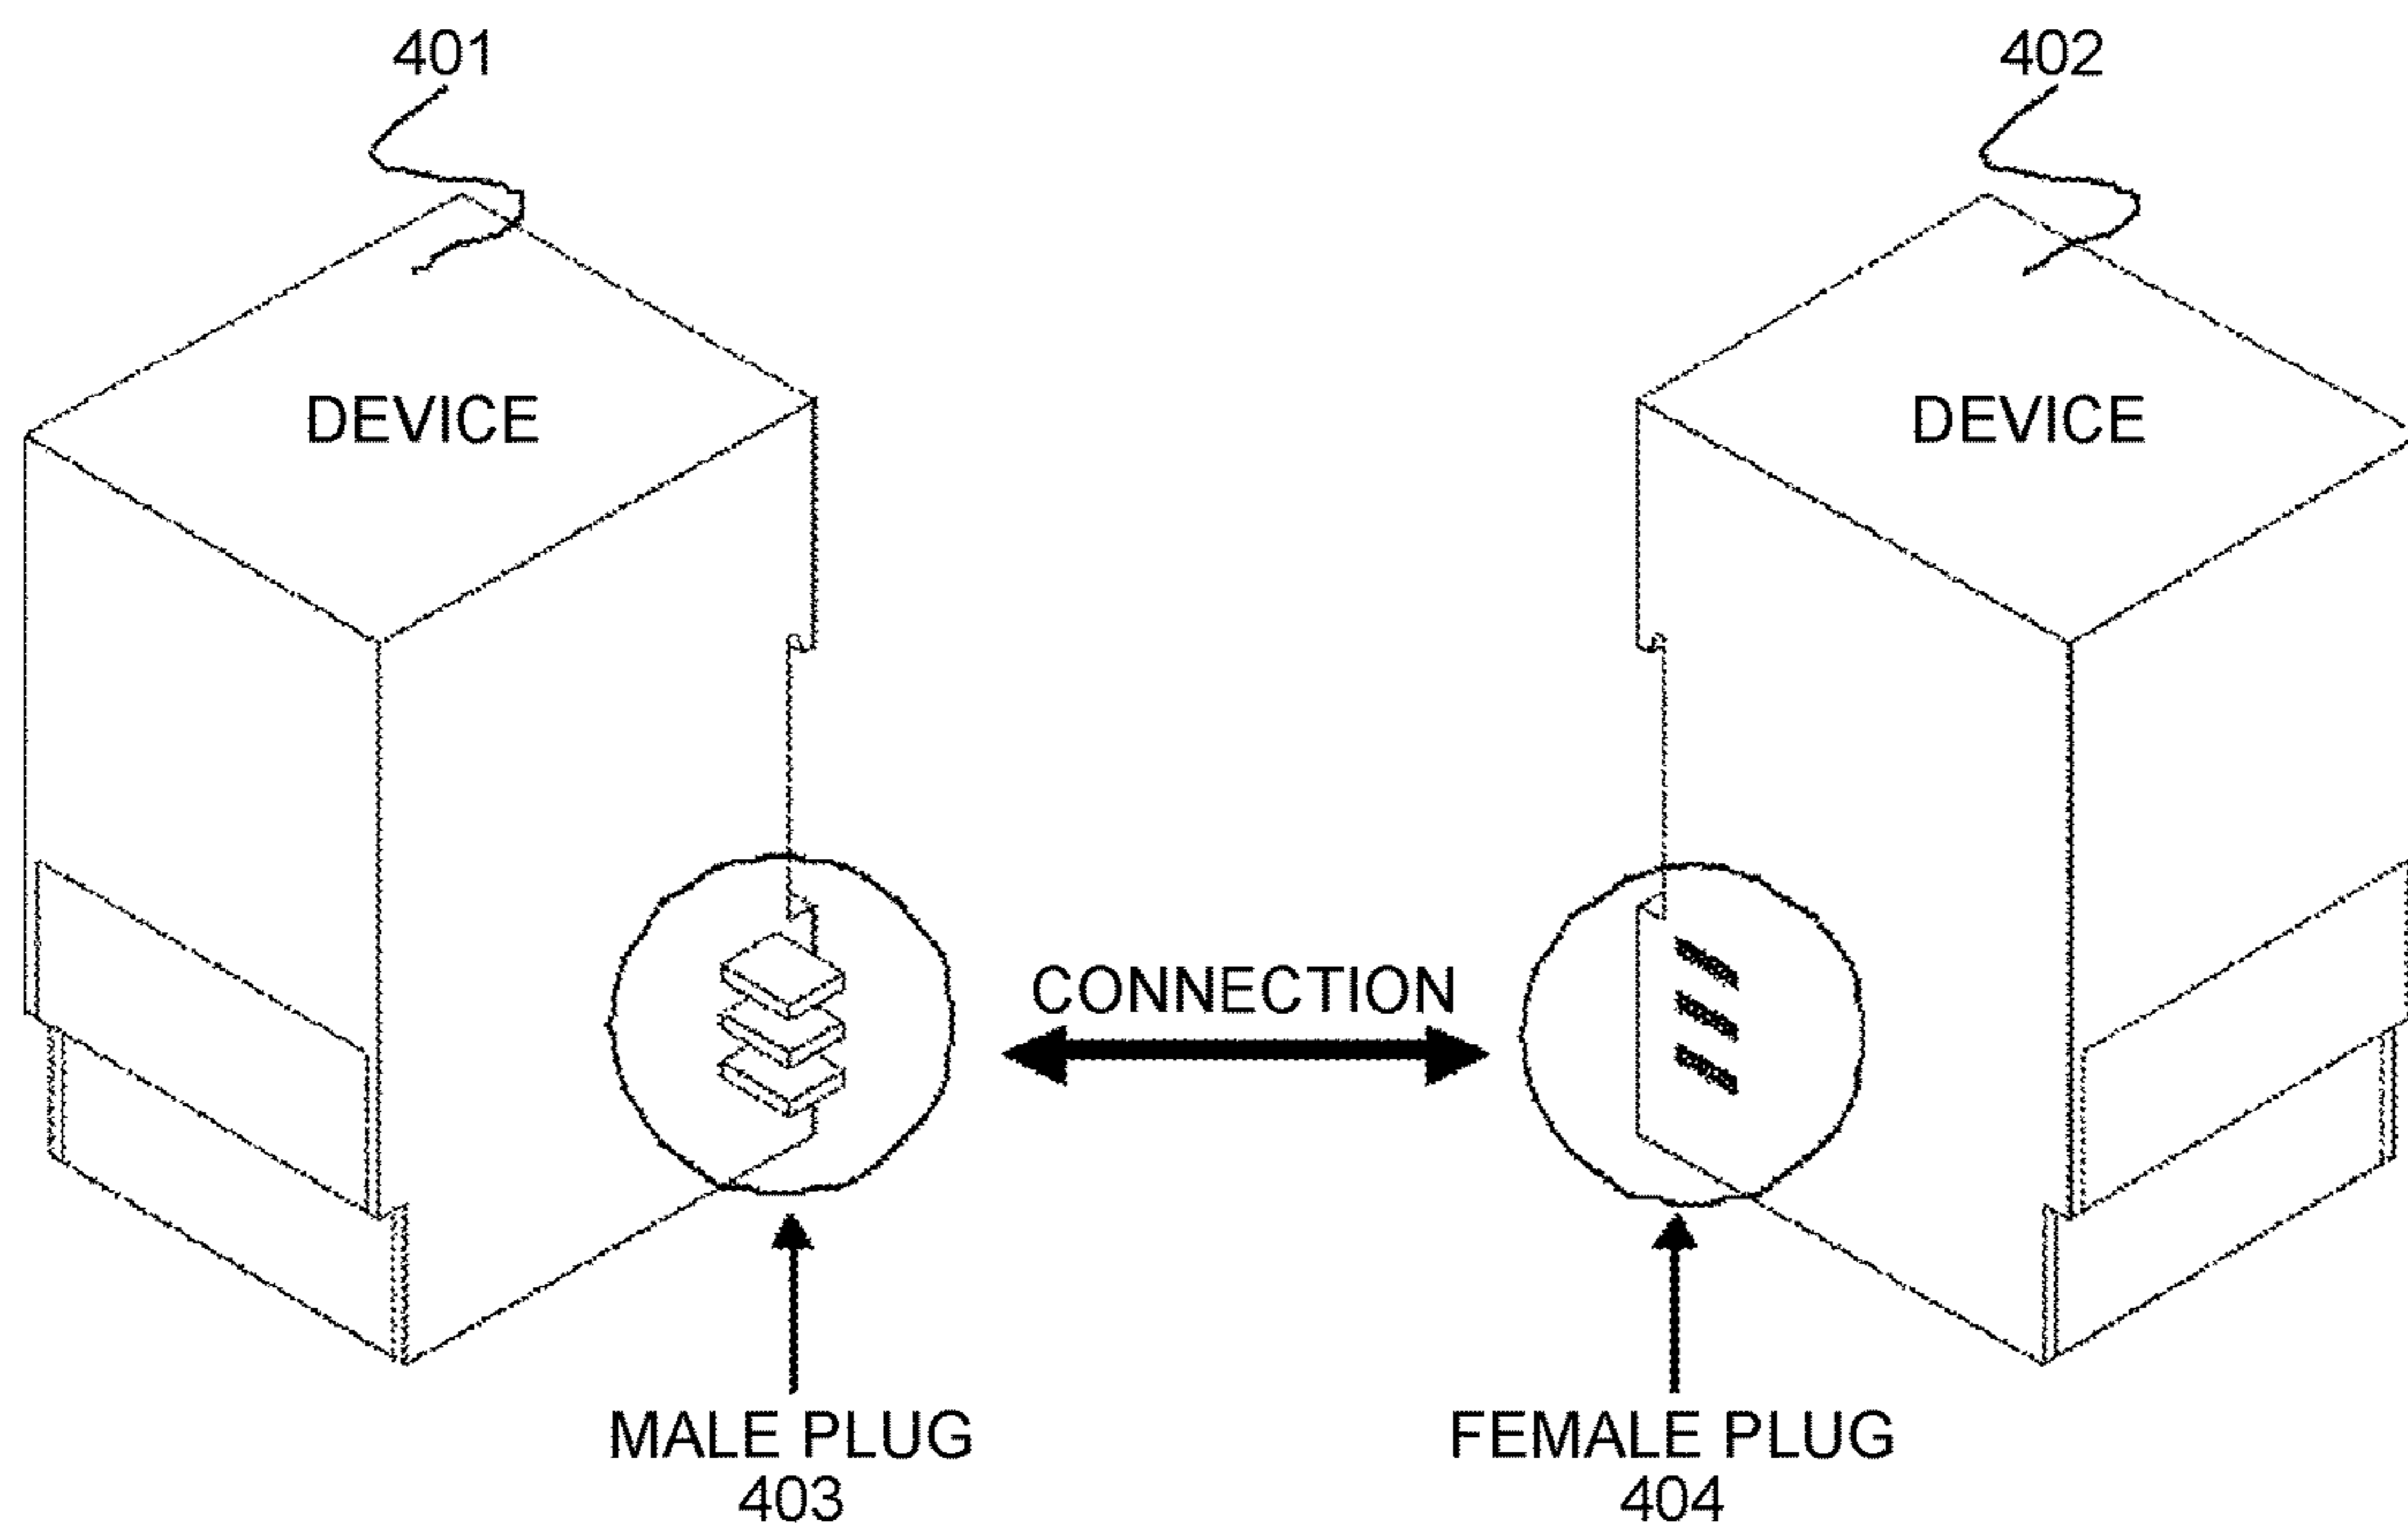 401
402
DEVICE
DEVICE
CONNECTION
MALE PLUG
403
FEMALE PLUG
404